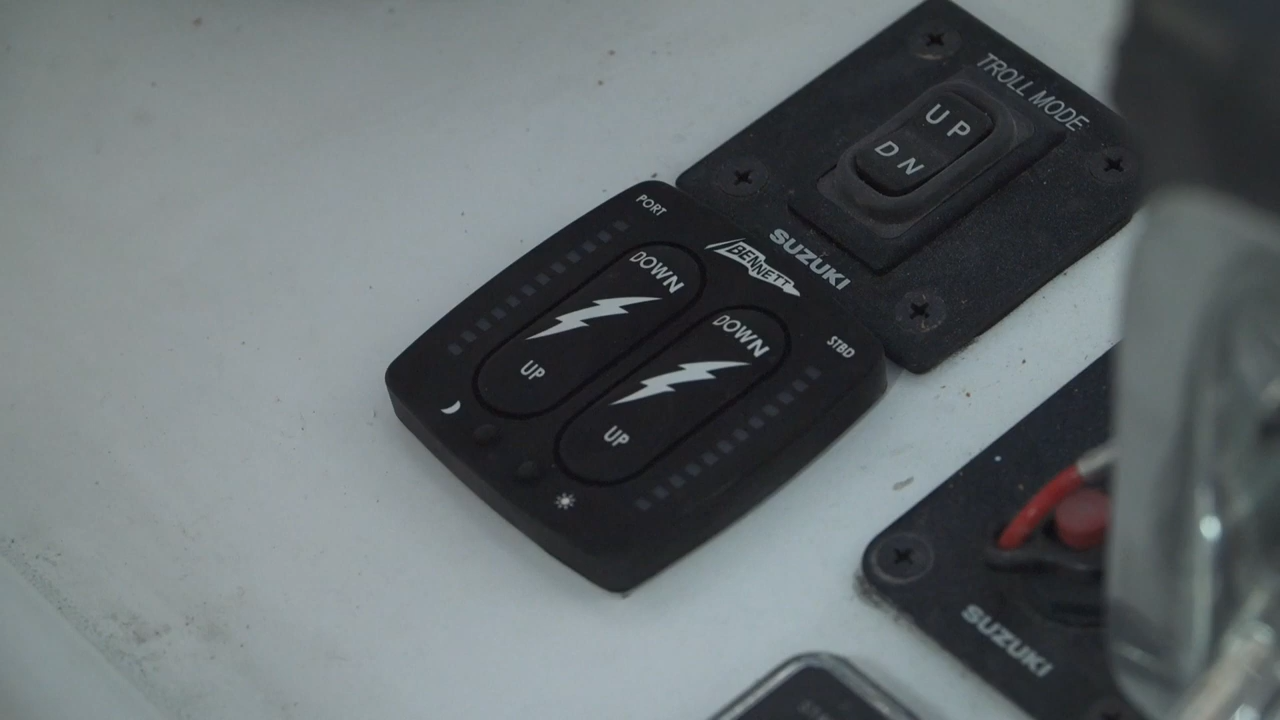 TROLL MODE
UP
DN
SUZUKI
PORT
BENNETT
STBD
DOWN
UP
DOWN
UP
SUZUKI